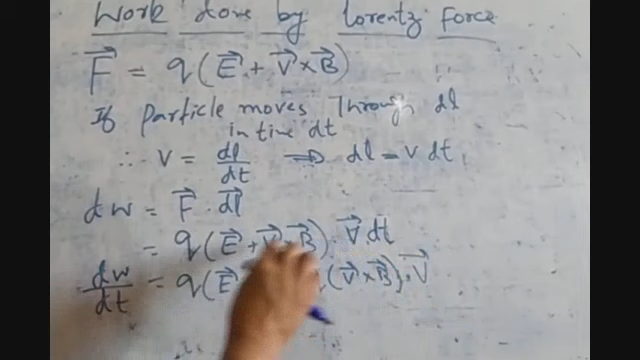 Work done by Lorentz Force
F⃗ = q(E⃗ + V⃗ × B⃗)
If Particle moves Through dl
in time dt
∴ V = dl/dt ⇒ dl = v dt
dw = F⃗ . dl⃗
= q(E⃗ + V⃗ × B⃗). V⃗ dt
dw/dt = q(E⃗ (V⃗ × B⃗).V⃗